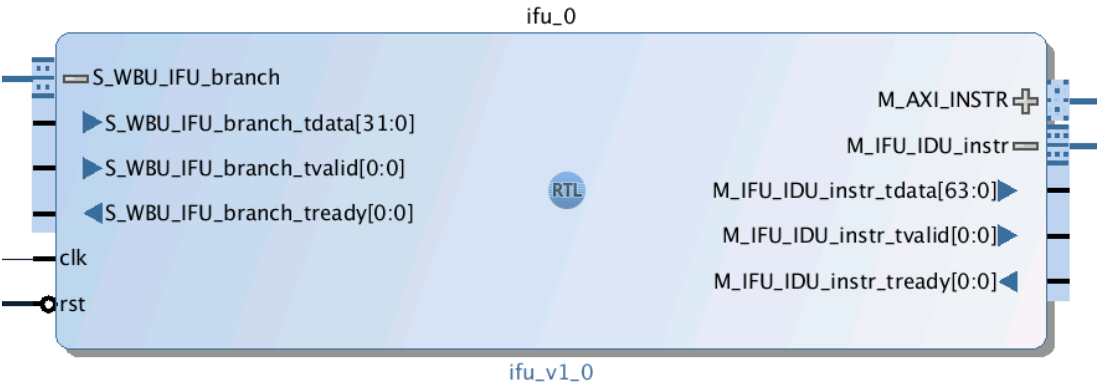 ifu_0
S_WBU_IFU_branch
S_WBU_IFU_branch_tdata[31:0]
S_WBU_IFU_branch_tvalid[0:0]
S_WBU_IFU_branch_tready[0:0]
clk
rst
RTL
M_AXI_INSTR
M_IFU_IDU_instr
M_IFU_IDU_instr_tdata[63:0]
M_IFU_IDU_instr_tvalid[0:0]
M_IFU_IDU_instr_tready[0:0]
ifu_v1_0